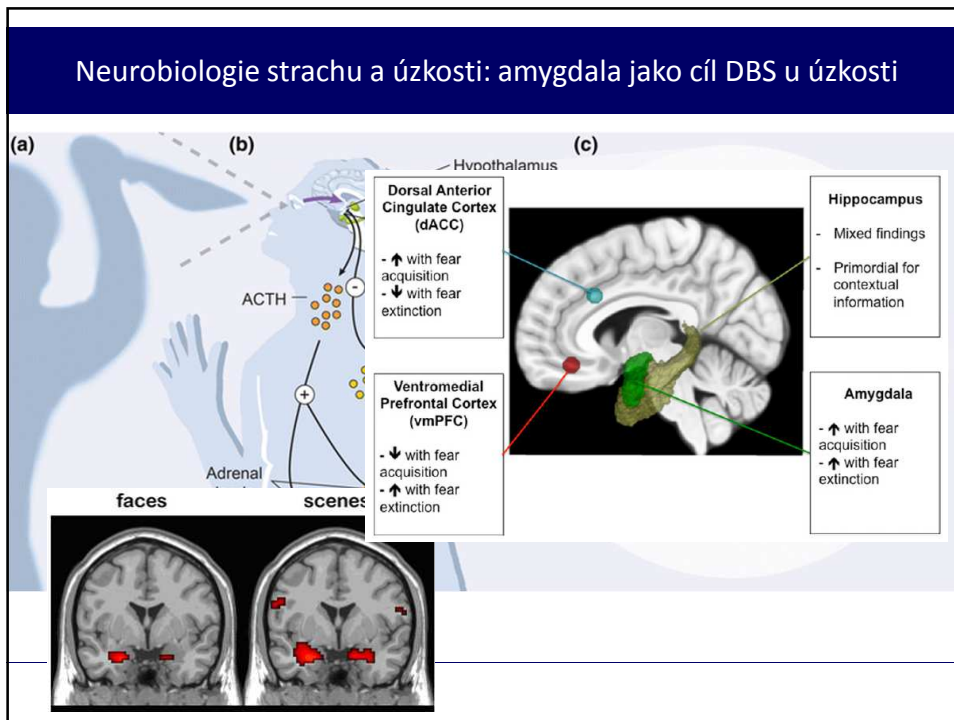 Neurobiologie strachu a úzkosti: amygdala jako cíl DBS u úzkosti
(a)
(b)
(c)
Hypothalamus
ACTH
-
+
Adrenal
Dorsal Anterior
Cingulate Cortex
(dACC)
- ↑ with fear
acquisition
- ↓ with fear
extinction
Ventromedial
Prefrontal Cortex
(vmPFC)
- ↓ with fear
acquisition
- ↑ with fear
extinction
Hippocampus
- Mixed findings
- Primordial for
contextual
information
Amygdala
- ↑ with fear
acquisition
- ↑ with fear
extinction
faces
scenes